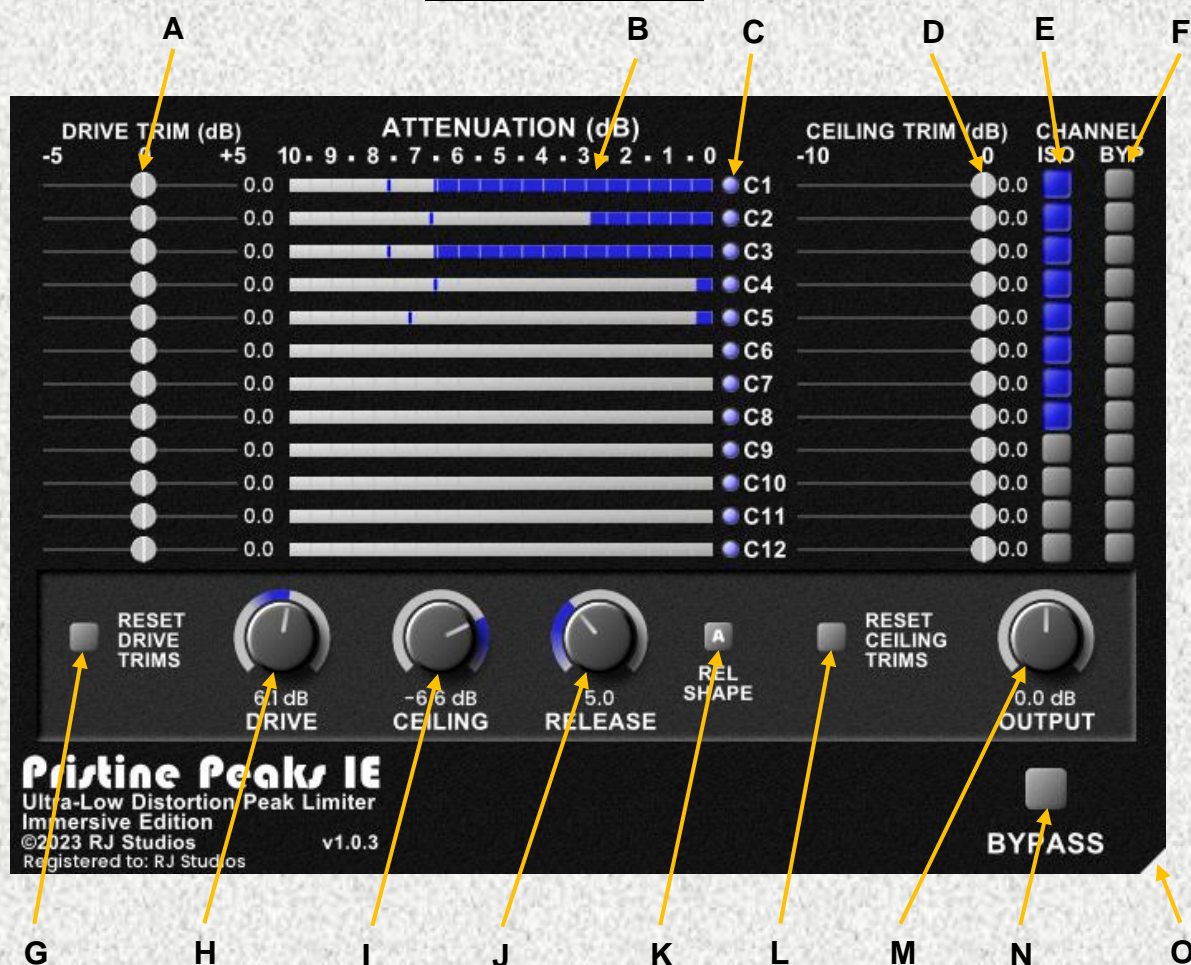 A B C D E F
DRIVE TRIM (dB) ATTENUATION (dB) CEILING TRIM (dB) CHANNEL
-5 0 +5 10 . 9 . 8 . 7 . 6 . 5 . 4 . 3 . 2 . 1 . 0 -10 0 ISO BYP
0.0 C1 0.0
0.0 C2 0.0
0.0 C3 0.0
0.0 C4 0.0
0.0 C5 0.0
0.0 C6 0.0
0.0 C7 0.0
0.0 C8 0.0
0.0 C9 0.0
0.0 C10 0.0
0.0 C11 0.0
0.0 C12 0.0
RESET
DRIVE
TRIMS
6.1 dB
DRIVE
-6.6 dB
CEILING
5.0
RELEASE
A
REL
SHAPE
RESET
CEILING
TRIMS
0.0 dB
OUTPUT
Pristine Peaks IE
Ultra-Low Distortion Peak Limiter
Immersive Edition
©2023 RJ Studios v1.0.3
Registered to: RJ Studios
BYPASS
G H I J K L M N O